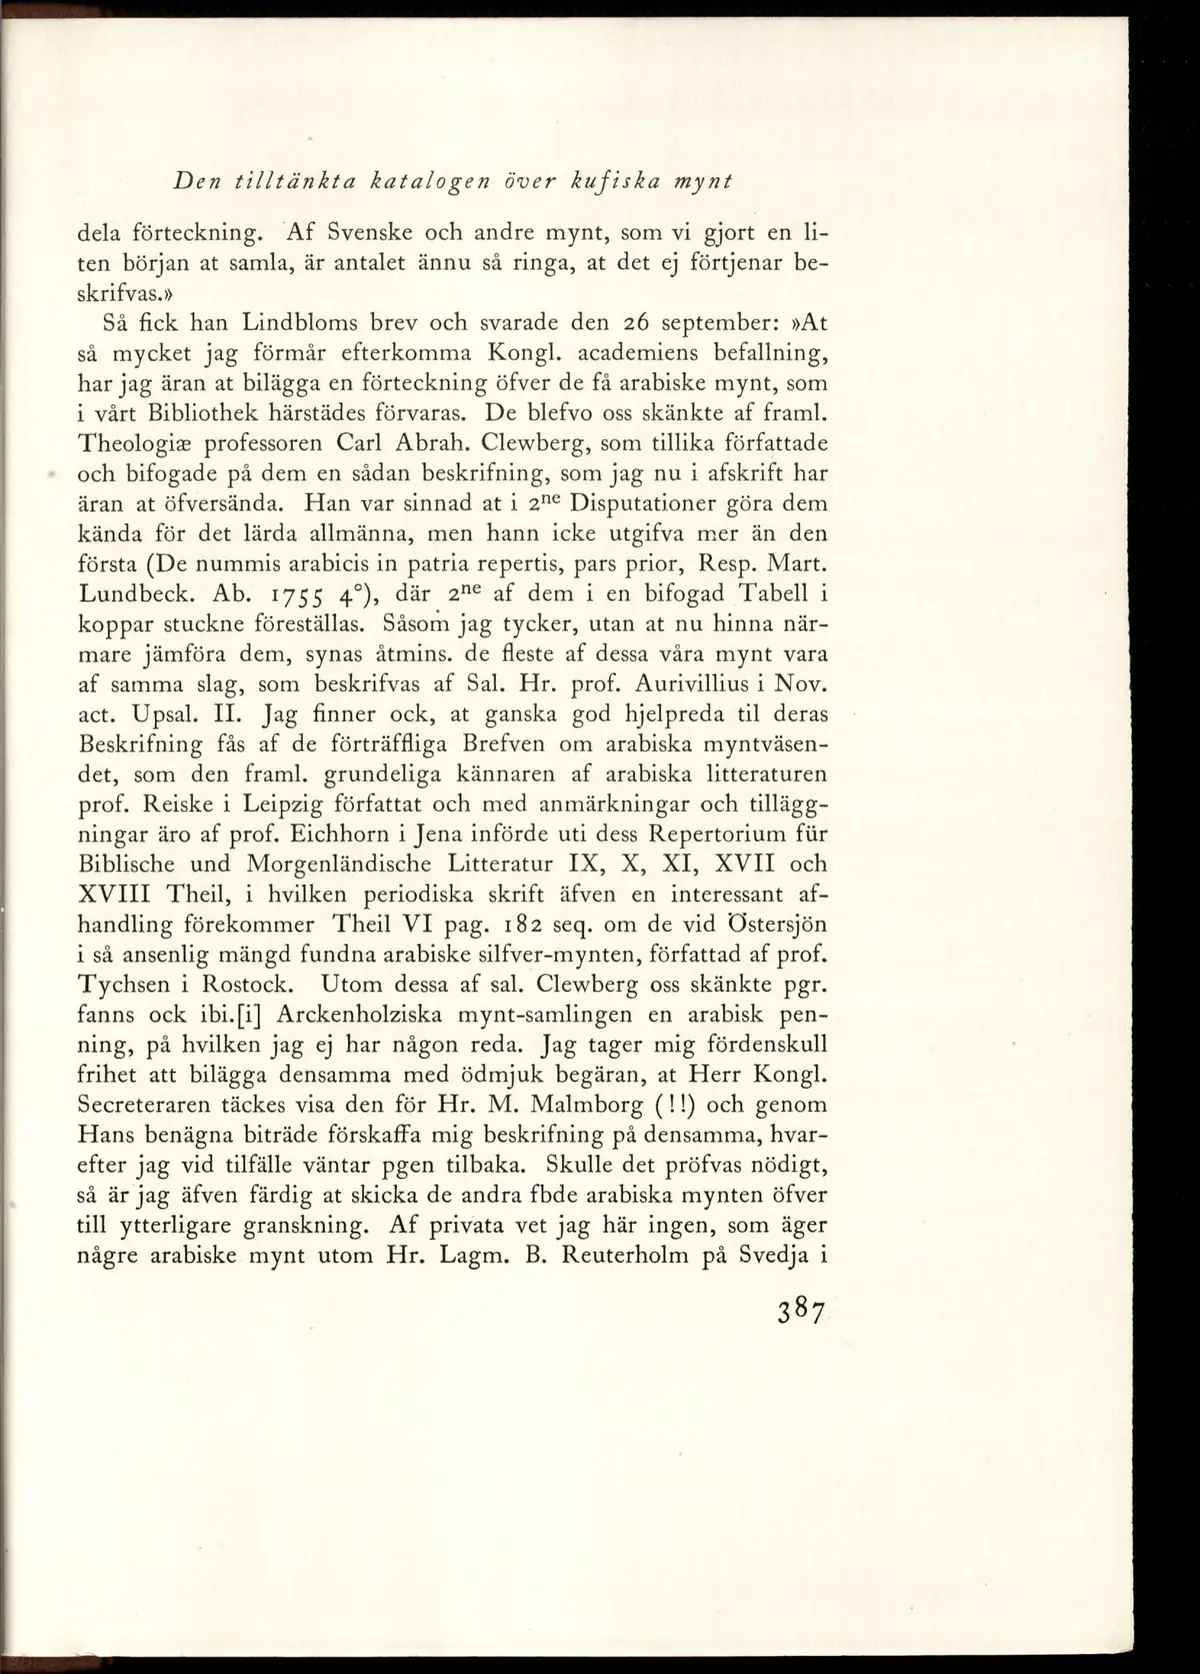 Den tilltänkta katalogen över kufiska mynt
dela förteckning. Af Svenske och andre mynt, som vi gjort en li-
ten början at samla, är antalet ännu så ringa, at det ej förtjenar be-
skrifvas.»
Så fick han Lindbloms brev och svarade den 26 september: »At
så mycket jag förmår efterkomma Kongl. academiens befallning,
har jag äran at bilägga en förteckning öfver de få arabiske mynt, som
i vårt Bibliothek härstädes förvaras. De blefvo oss skänkte af framl.
Theologiæ professoren Carl Abrah. Clewberg, som tillika författade
och bifogade på dem en sådan beskrifning, som jag nu i afskrift har
äran at öfversända. Han var sinnad at i 2ne Disputationer göra dem
kända för det lärda allmänna, men hann icke utgifva mer än den
första (De nummis arabicis in patria repertis, pars prior, Resp. Mart.
Lundbeck. Ab. 1755 4°), där 2ne af dem i en bifogad Tabell i
koppar stuckne föreställas. Såsom jag tycker, utan at nu hinna när-
mare jämföra dem, synas åtmins. de fleste af dessa våra mynt vara
af samma slag, som beskrifvas af Sal. Hr. prof. Aurivillius i Nov.
act. Upsal. II. Jag finner ock, at ganska god hjelpreda til deras
Beskrifning fås af de förträffliga Brefven om arabiska myntväsen-
det, som den framl. grundeliga kännaren af arabiska litteraturen
prof. Reiske i Leipzig författat och med anmärkningar och tillägg-
ningar äro af prof. Eichhorn i Jena införde uti dess Repertorium für
Biblische und Morgenländische Litteratur IX, X, XI, XVII och
XVIII Theil, i hvilken periodiska skrift äfven en interessant af-
handling förekommer Theil VI pag. 182 seq. om de vid Östersjön
i så ansenlig mängd fundna arabiske silfver-mynten, författad af prof.
Tychsen i Rostock. Utom dessa af sal. Clewberg oss skänkte pgr.
fanns ock ibi.[i] Arckenholziska mynt-samlingen en arabisk pen-
ning, på hvilken jag ej har någon reda. Jag tager mig fördenskull
frihet att bilägga densamma med ödmjuk begäran, at Herr Kongl.
Secreteraren täckes visa den för Hr. M. Malmborg (!!) och genom
Hans benägna biträde förskaffa mig beskrifning på densamma, hvar-
efter jag vid tilfälle väntar pgen tilbaka. Skulle det pröfvas nödigt,
så är jag äfven färdig at skicka de andra fbde arabiska mynten öfver
till ytterligare granskning. Af privata vet jag här ingen, som äger
någre arabiske mynt utom Hr. Lagm. B. Reuterholm på Svedja i
387